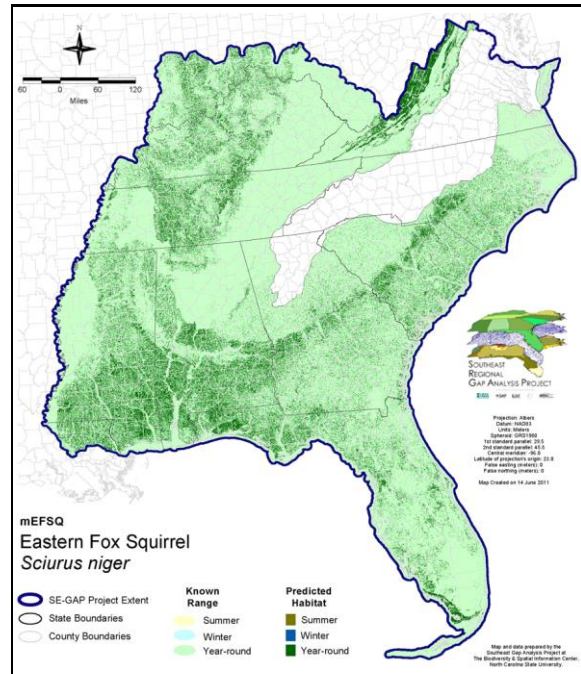 N
60 0 60 120
Miles
SOUTHEAST
REGIONAL
GAP ANALYSIS PROJECT
Projection: Albers
Datum: NAD83
Units: Meters
Spheroid: GRS1980
1st standard parallel: 29.5
2nd standard parallel: 45.5
Central meridian: -96.0
Latitude of projection's origin: 23.0
False easting (meters): 0
False northing (meters): 0
Map Created on 14 June 2011
mEFSQ
Eastern Fox Squirrel
Sciurus niger
SE-GAP Project Extent
State Boundaries
County Boundaries
Known
Range
Summer
Winter
Year-round
Predicted
Habitat
Summer
Winter
Year-round
Map and data prepared by the
Southeast Gap Analysis Project at
The Biodiversity & Spatial Information Center,
North Carolina State University.